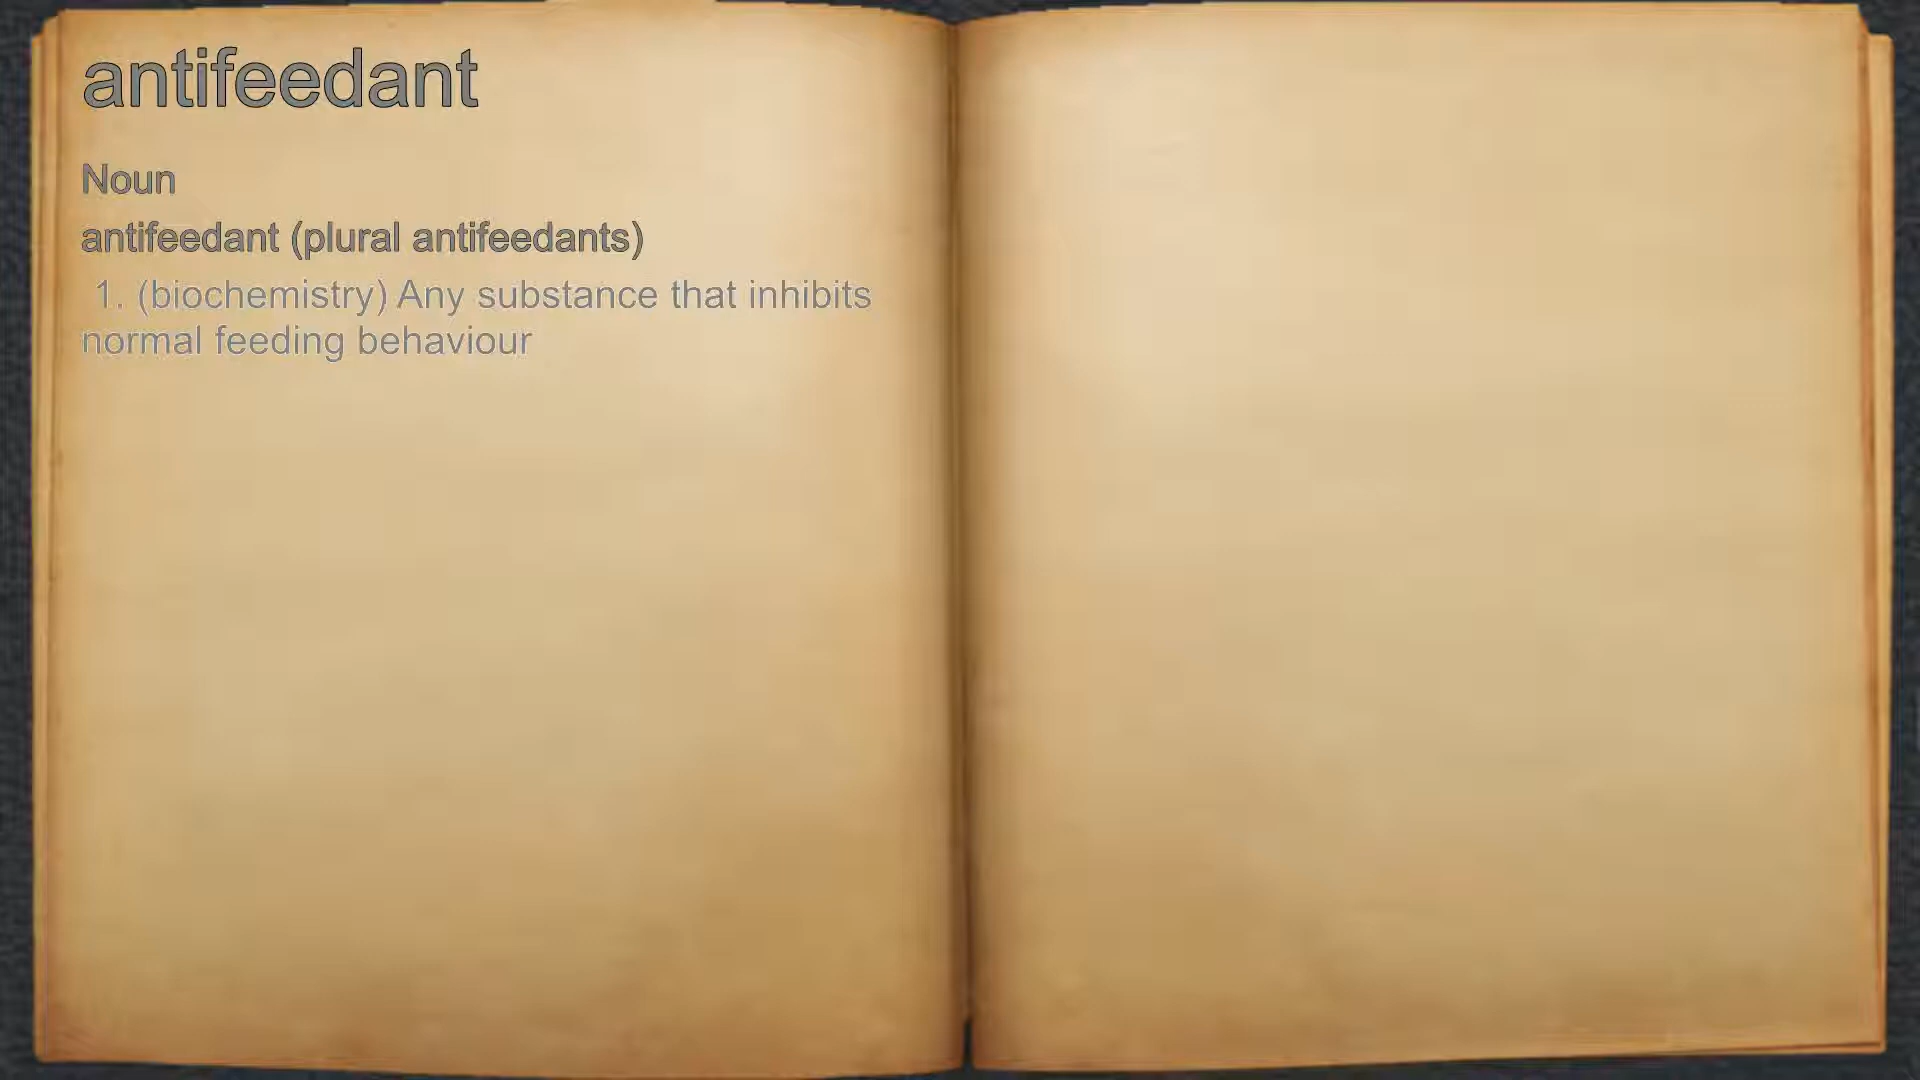 antifeedant
Noun
antifeedant (plural antifeedants)
1. (biochemistry) Any substance that inhibits
normal feeding behaviour